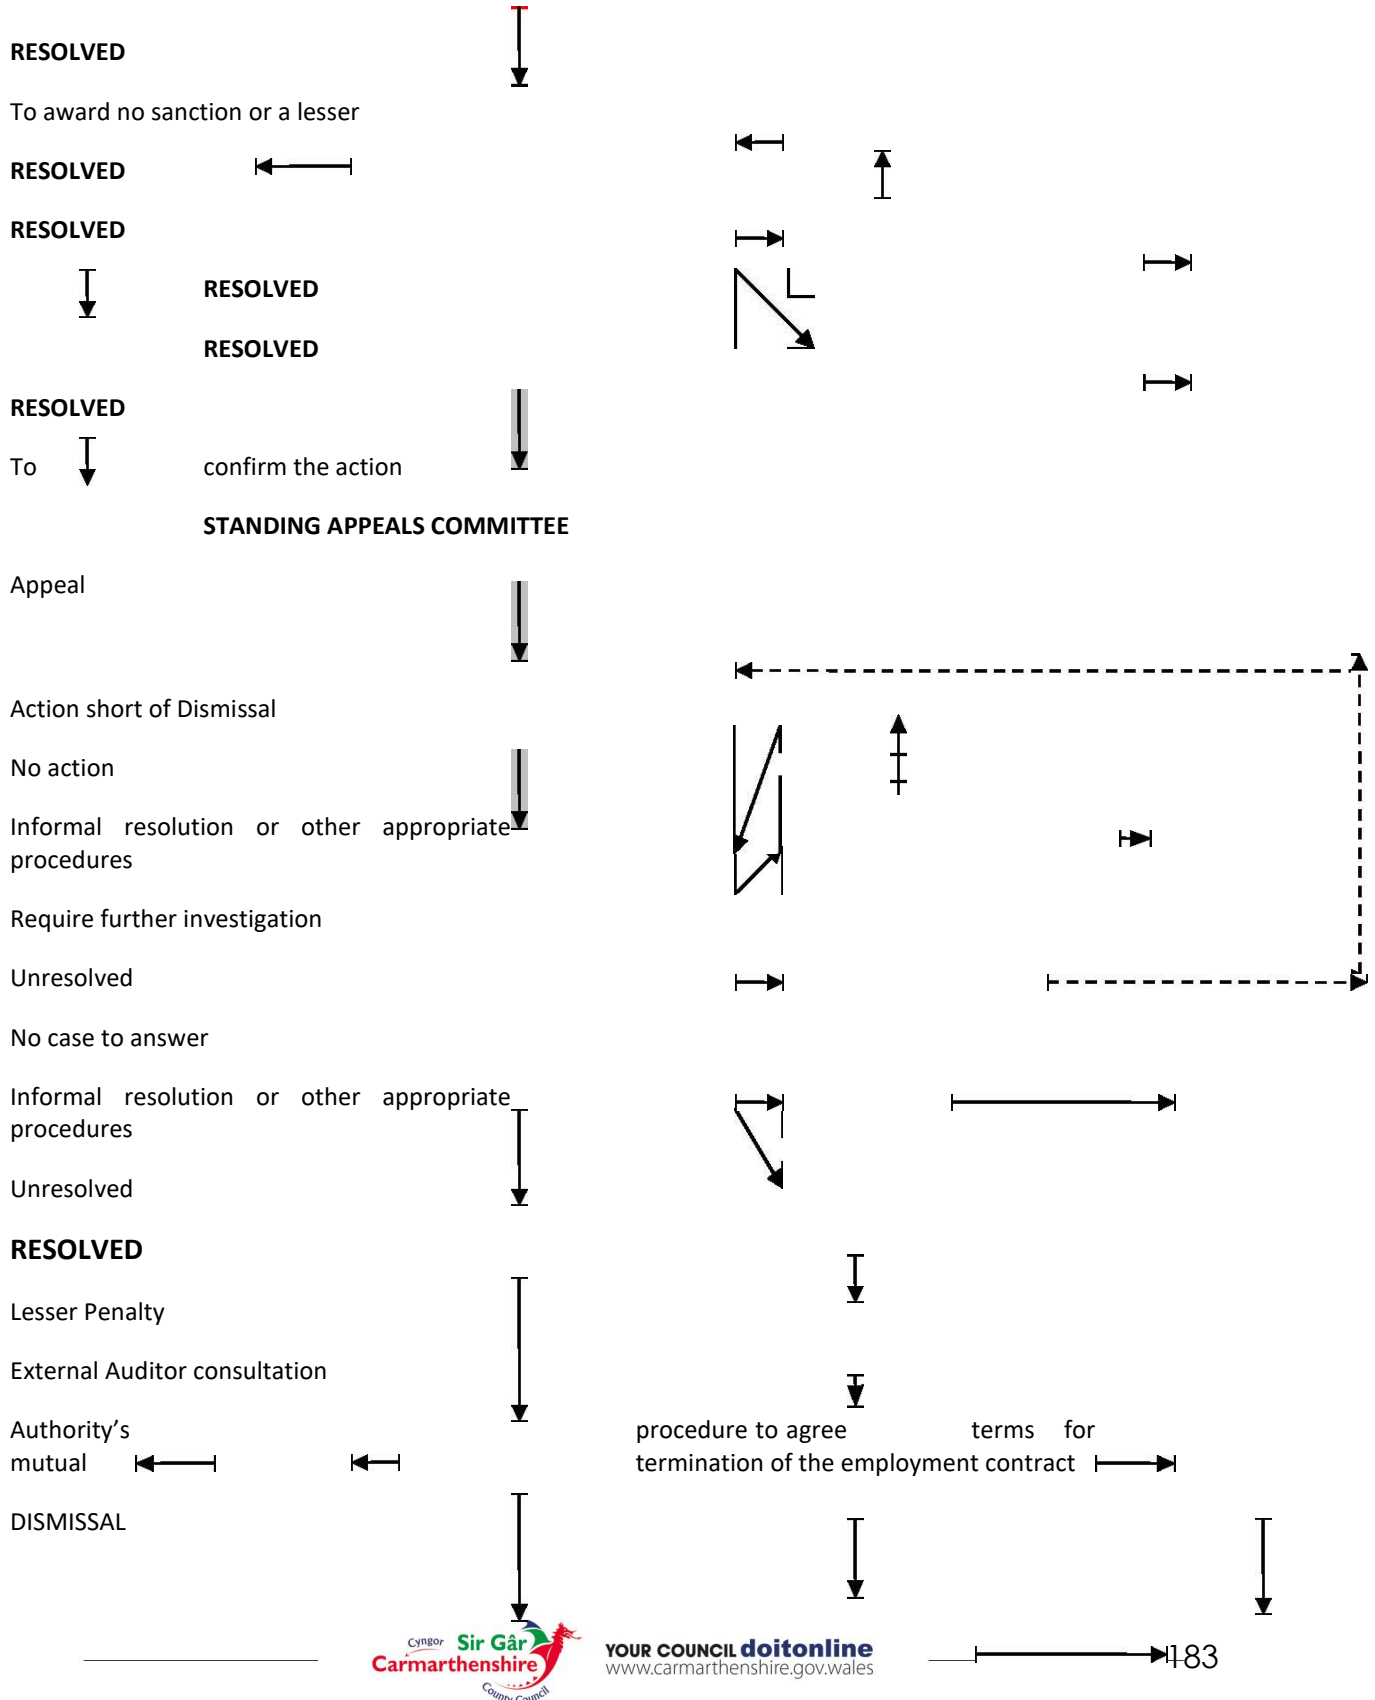 RESOLVED
To award no sanction or a lesser
RESOLVED
RESOLVED
RESOLVED
RESOLVED
RESOLVED
To confirm the action
STANDING APPEALS COMMITTEE
Appeal
Action short of Dismissal
No action
Informal resolution or other appropriate
procedures
Require further investigation
Unresolved
No case to answer
Informal resolution or other appropriate
procedures
Unresolved
RESOLVED
Lesser Penalty
External Auditor consultation
Authority’s procedure to agree terms for
mutual termination of the employment contract
DISMISSAL
Cyngor Sir Gâr
Carmarthenshire
County Council
YOUR COUNCIL doitonline
www.carmarthenshire.gov.wales
183